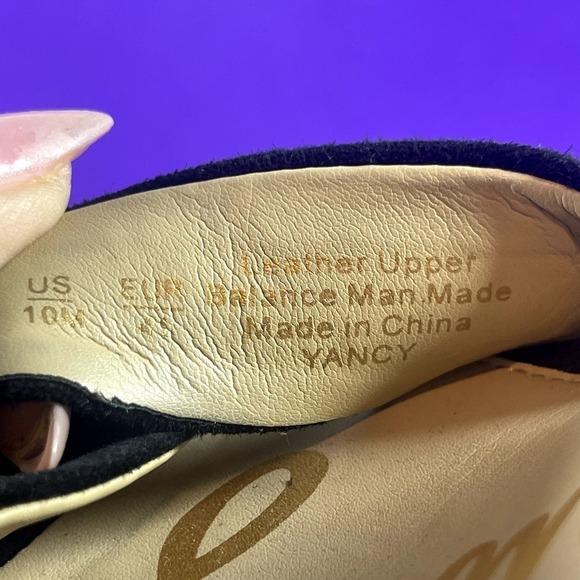 US
10M
EUR
Leather Upper
Balance Man.Made
Made in China
YANCY